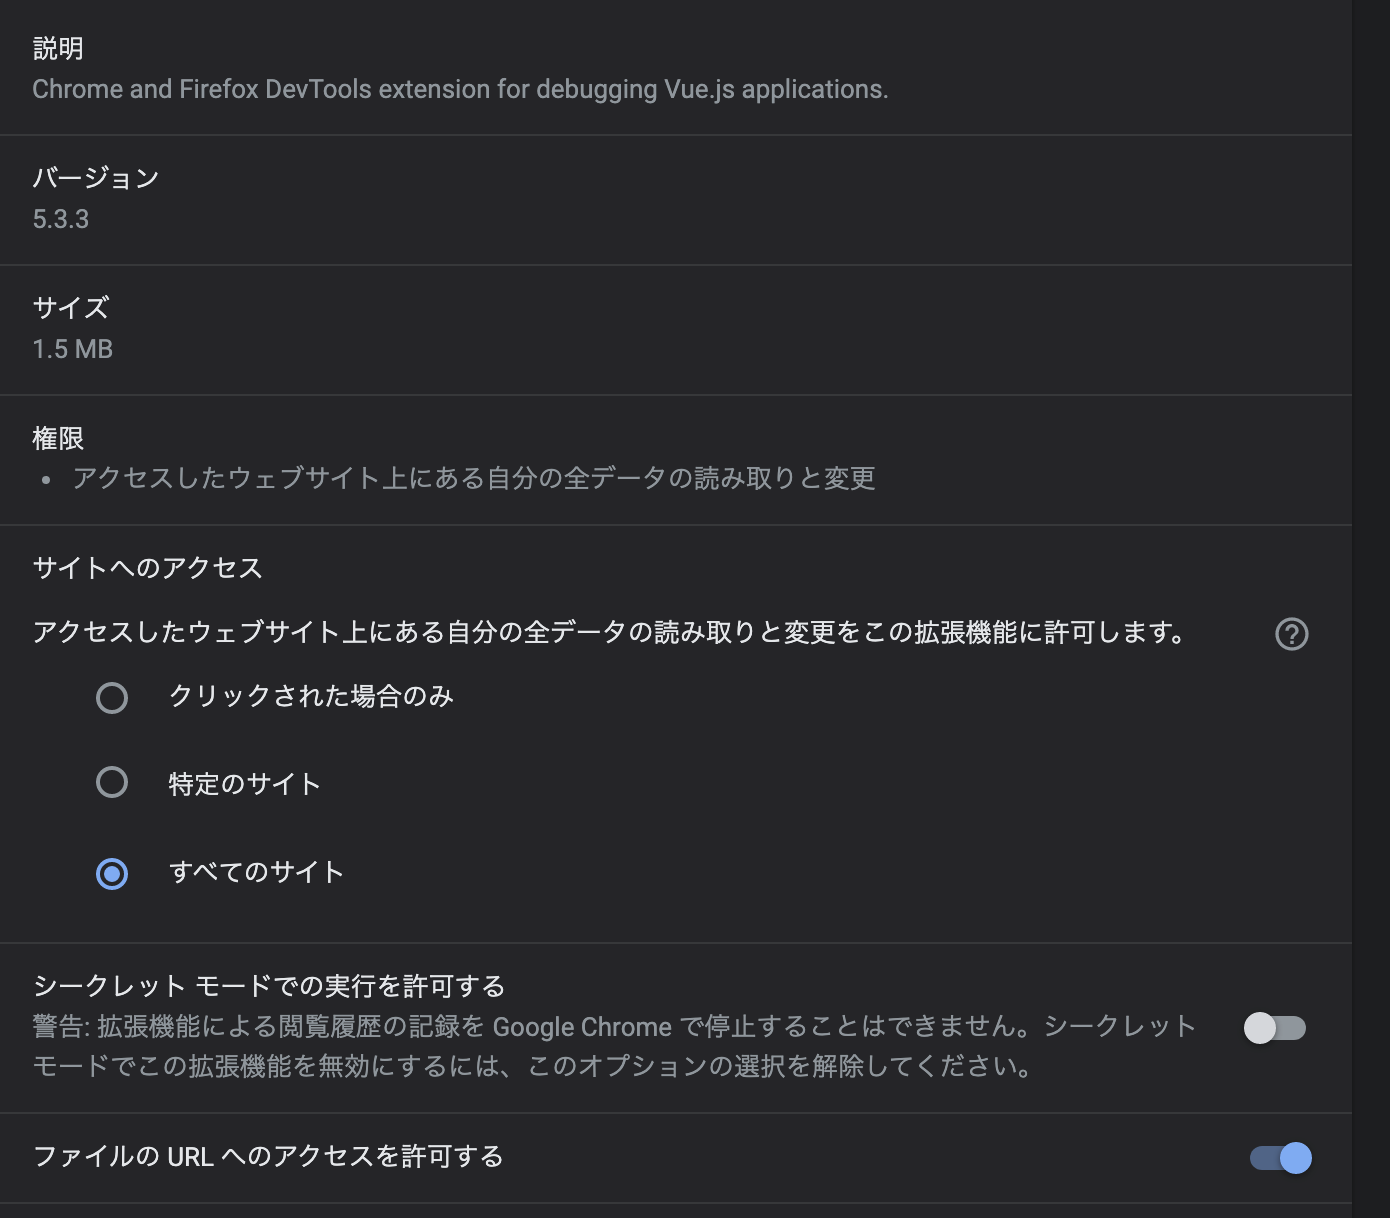 説明
Chrome and Firefox DevTools extension for debugging Vue.js applications.
バージョン
5.3.3
サイズ
1.5 MB
権限
• アクセスしたウェブサイト上にある自分の全データの読み取りと変更
サイトへのアクセス
アクセスしたウェブサイト上にある自分の全データの読み取りと変更をこの拡張機能に許可します。
クリックされた場合のみ
特定のサイト
すべてのサイト
シークレット モードでの実行を許可する
警告: 拡張機能による閲覧履歴の記録を Google Chrome で停止することはできません。シークレット
モードでこの拡張機能を無効にするには、このオプションの選択を解除してください。
ファイルの URL へのアクセスを許可する